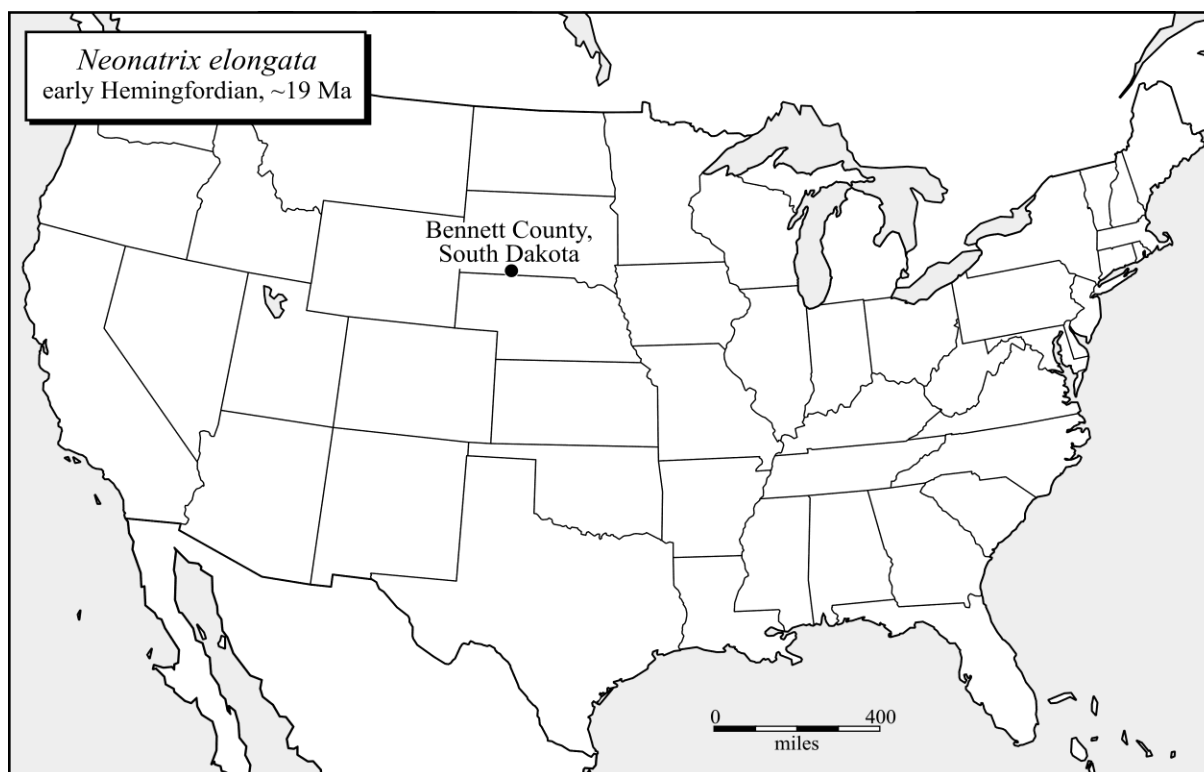 Neonatrix elongata
early Hemingfordian, ~19 Ma
Bennett County,
South Dakota
0 400
miles